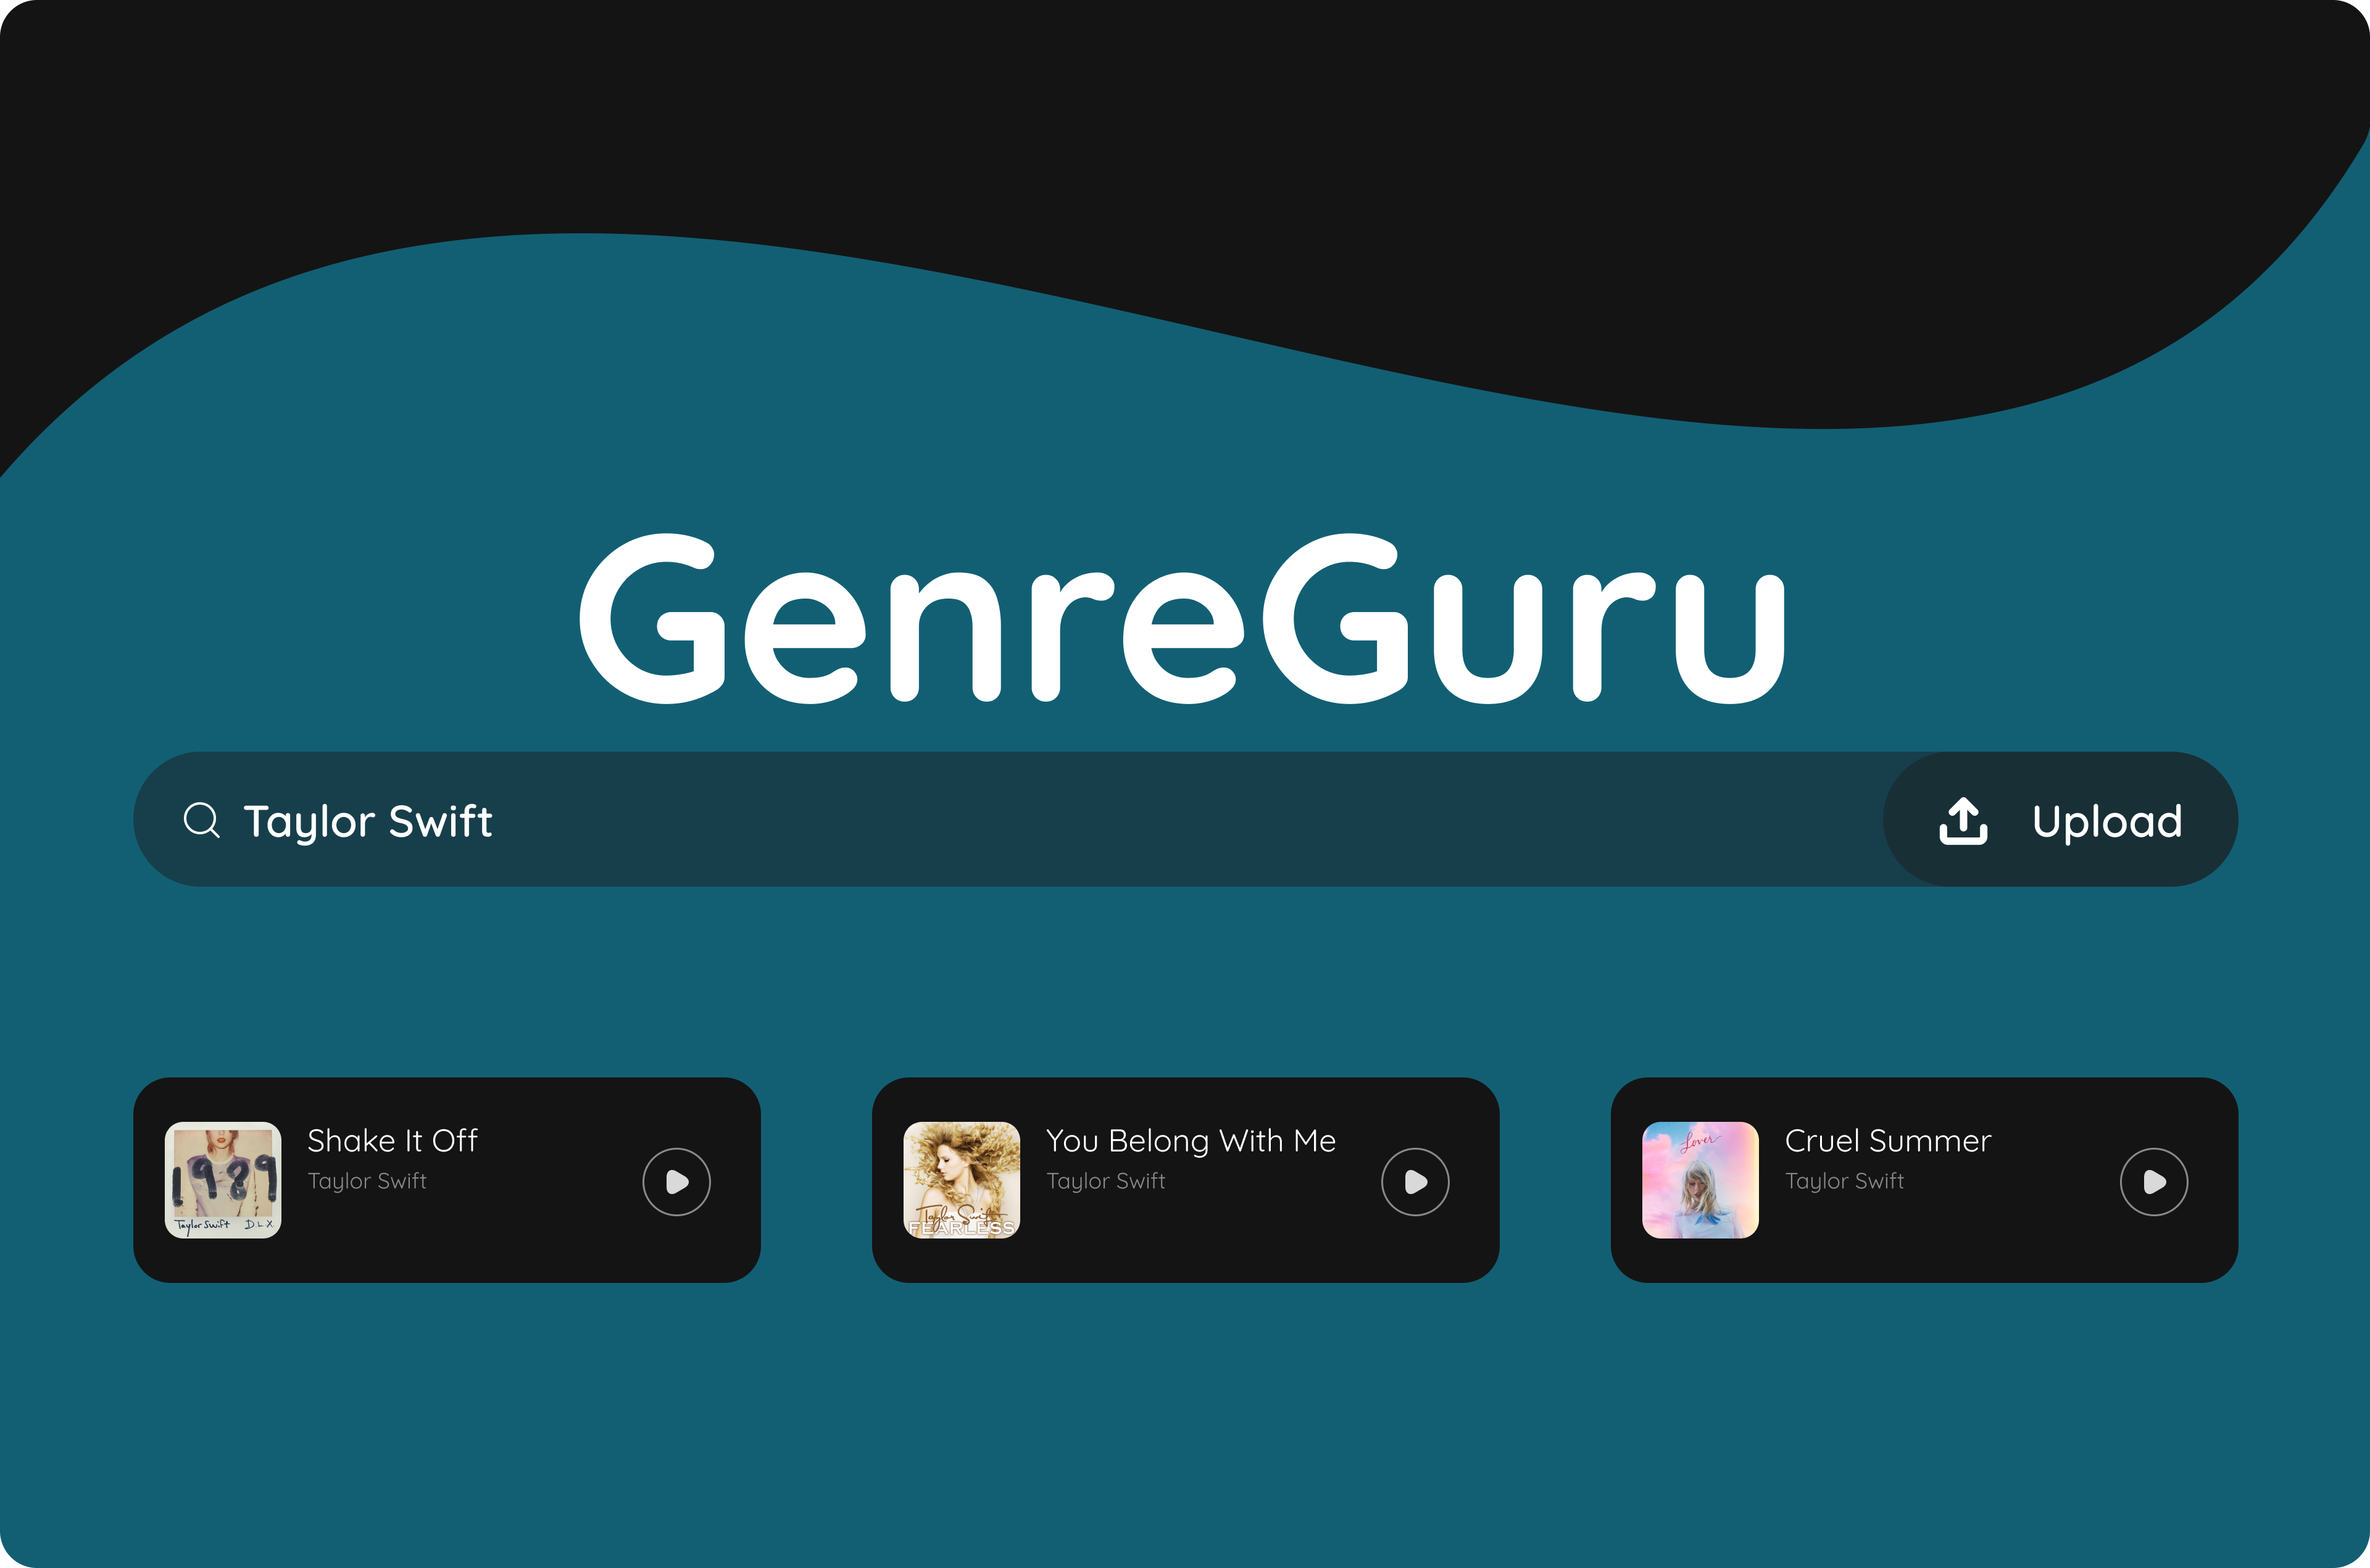 GenreGuru
Taylor Swift
Upload
Shake It Off
Taylor Swift
1989
Taylor Swift D.L.X.
You Belong With Me
Taylor Swift
Taylor Swift
FEARLESS
Cruel Summer
Taylor Swift
Lover